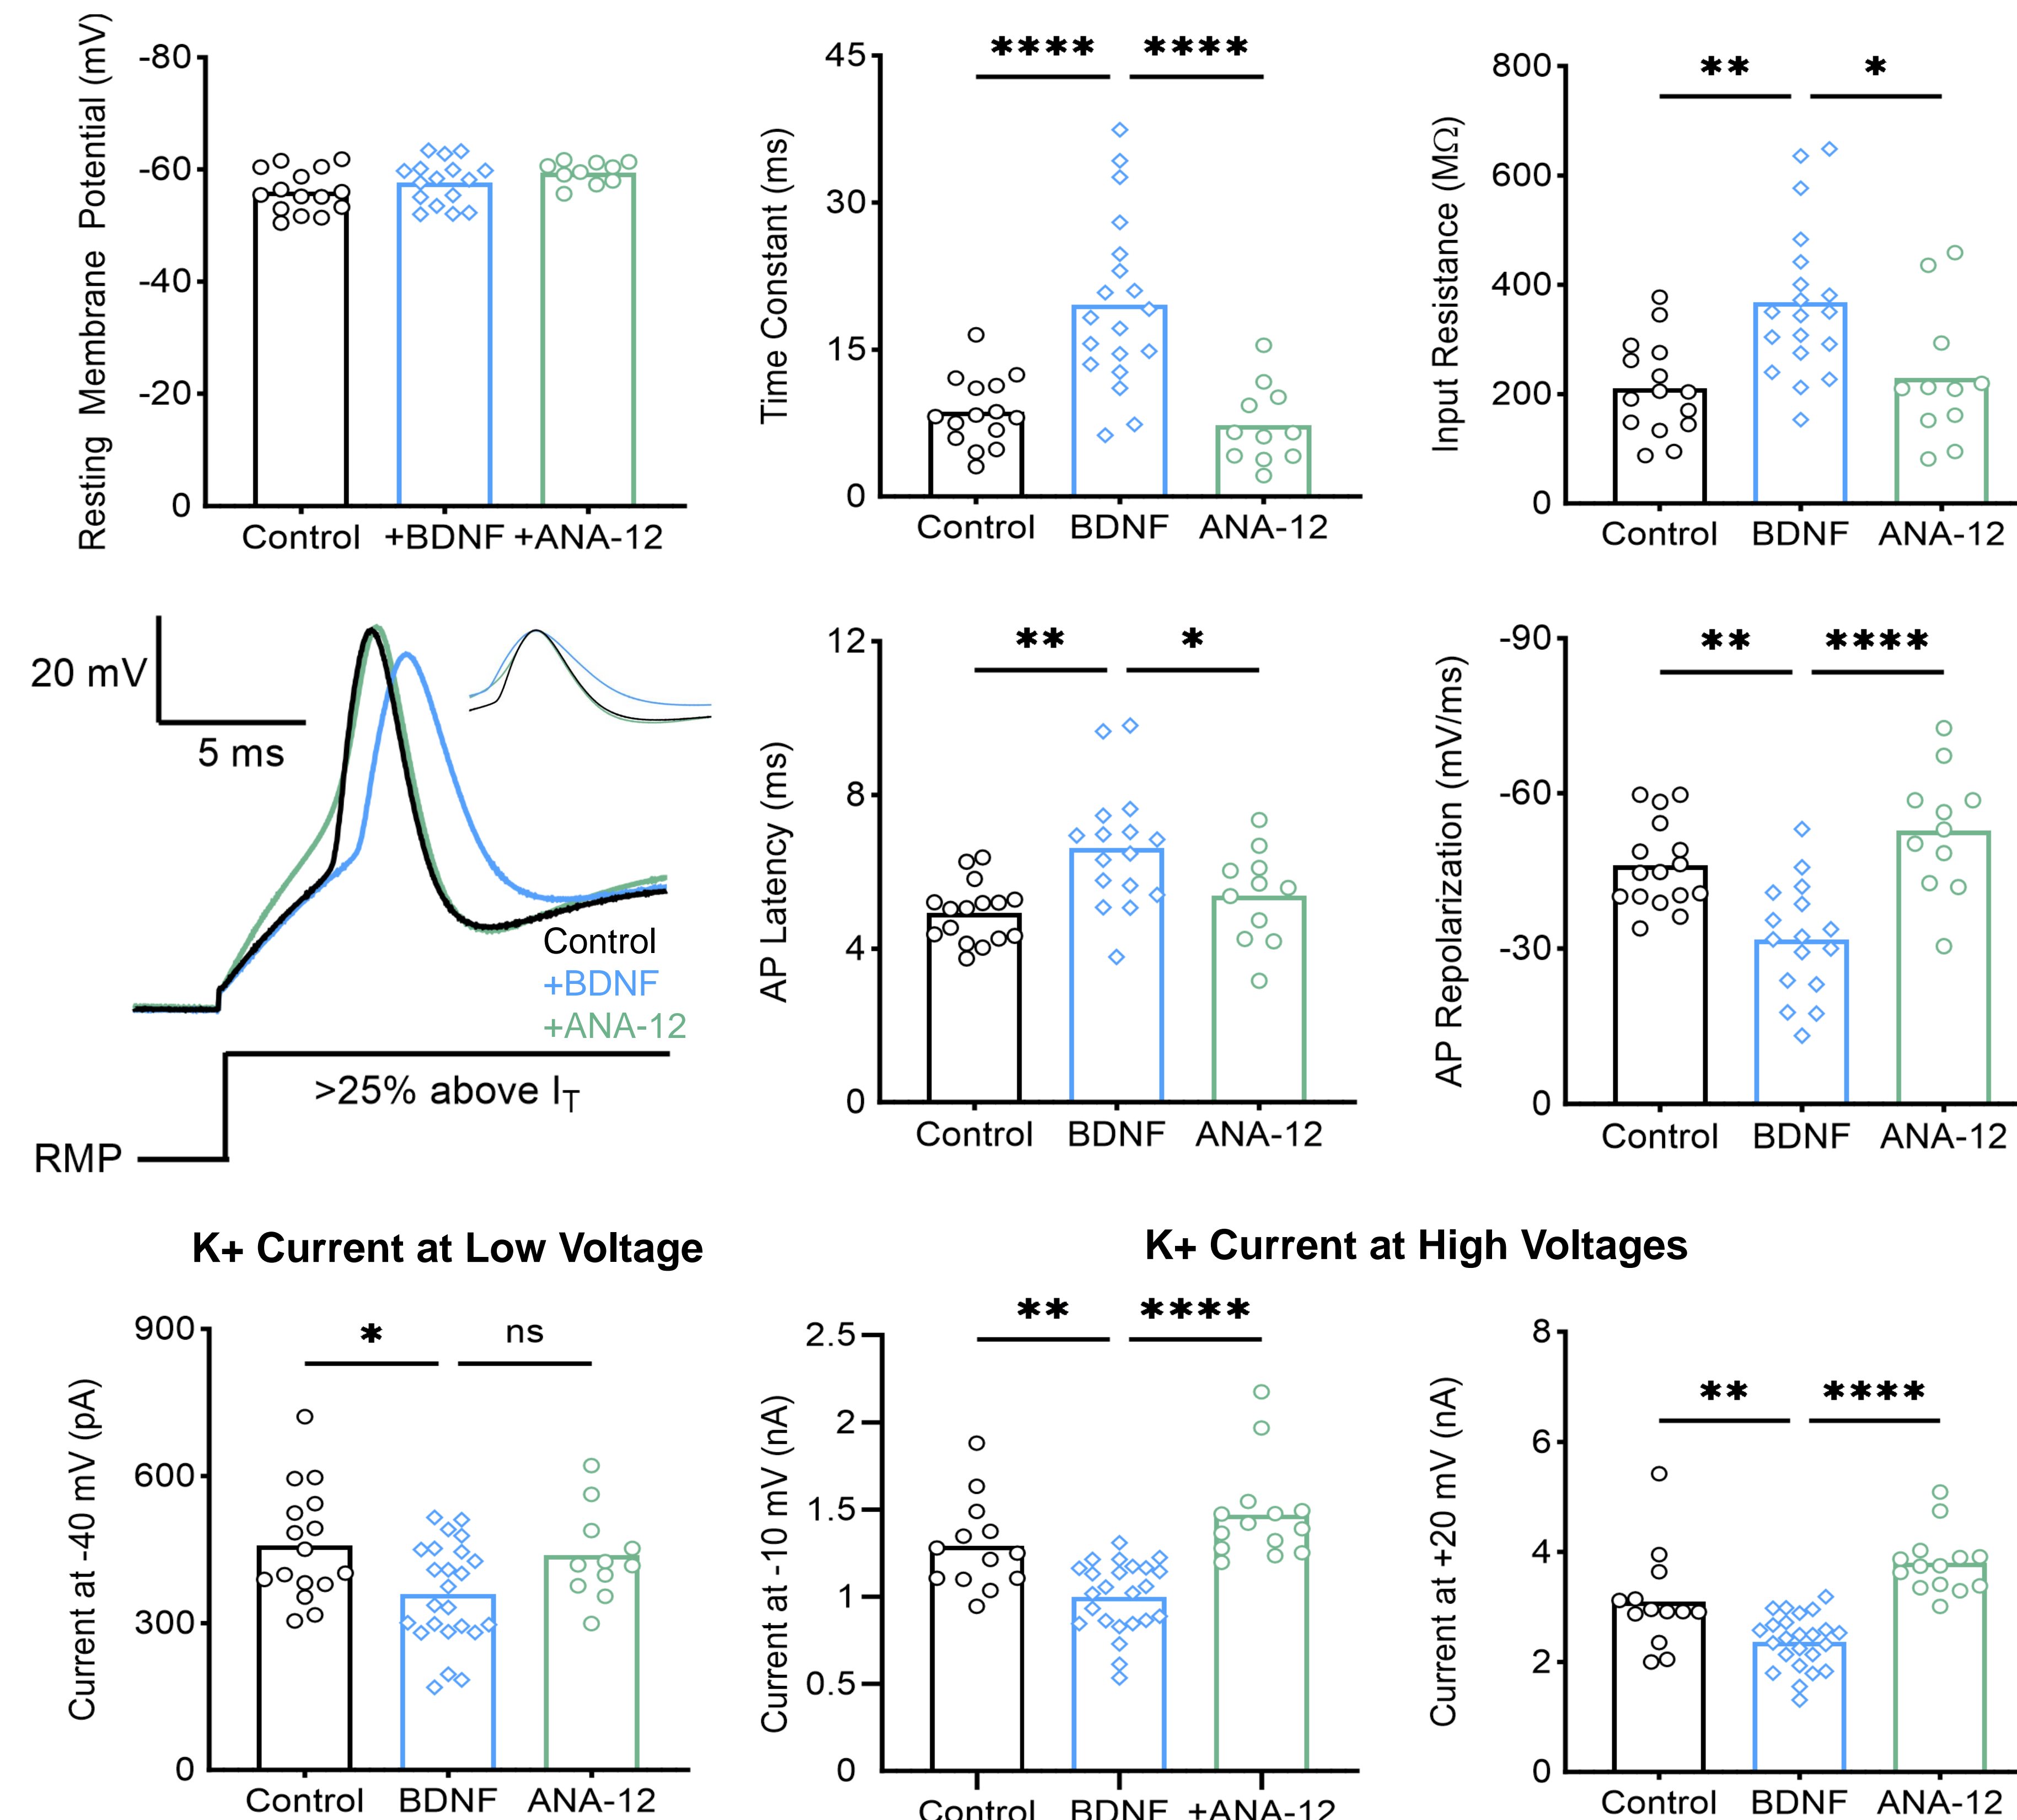 Resting Membrane Potential (mV)
-80
-60
-40
-20
0
Control +BDNF +ANA-12
**** ****
Time Constant (ms)
45
30
15
0
Control BDNF ANA-12
** *
Input Resistance (MΩ)
800
600
400
200
0
Control BDNF ANA-12
20 mV
5 ms
Control
+BDNF
+ANA-12
>25% above IT
RMP
** *
AP Latency (ms)
12
8
4
0
Control BDNF ANA-12
** ****
AP Repolarization (mV/ms)
-90
-60
-30
0
Control BDNF ANA-12
K+ Current at Low Voltage
K+ Current at High Voltages
* ns
Current at -40 mV (pA)
900
600
300
0
Control BDNF ANA-12
** ****
Current at -10 mV (nA)
2.5
2
1.5
1
0.5
0
Control BDNF +ANA-12
** ****
Current at +20 mV (nA)
8
6
4
2
0
Control BDNF ANA-12